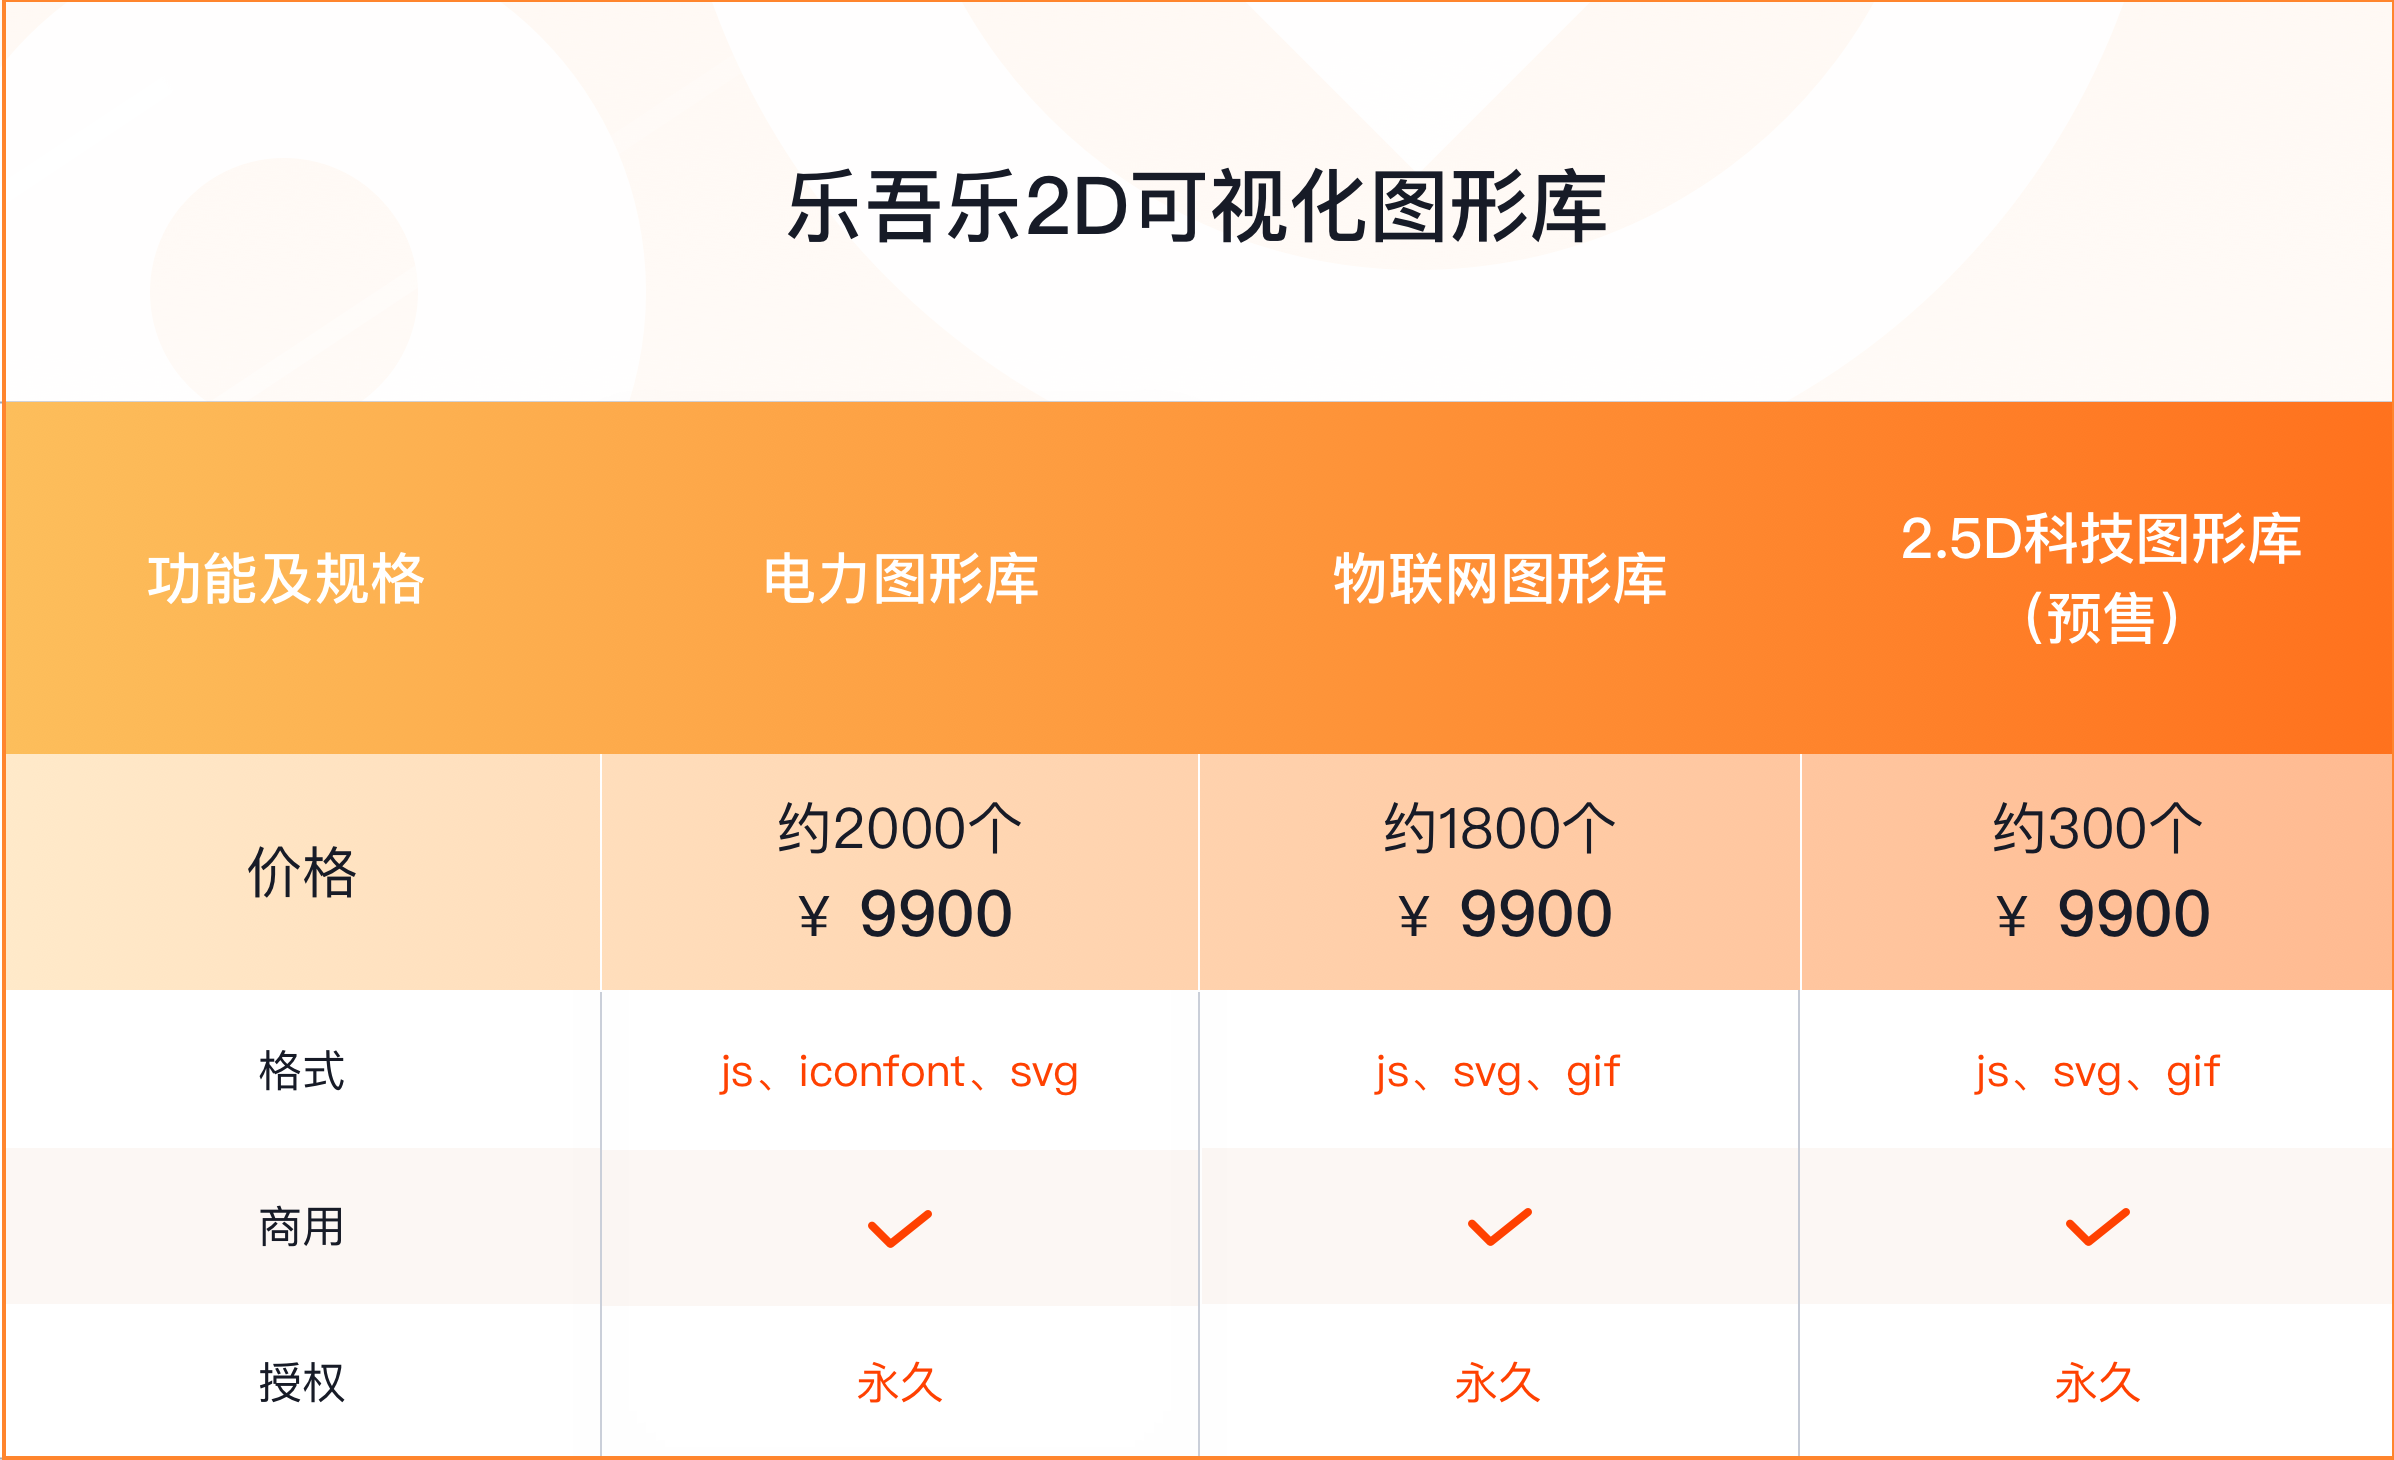 乐吾乐2D可视化图形库
功能及规格 电力图形库 物联网图形库 2.5D科技图形库
(预售)
价格 约2000个 约1800个 约300个
¥ 9900 ¥ 9900 ¥ 9900
格式 js、iconfont、svg js、svg、gif js、svg、gif
商用
授权 永久 永久 永久